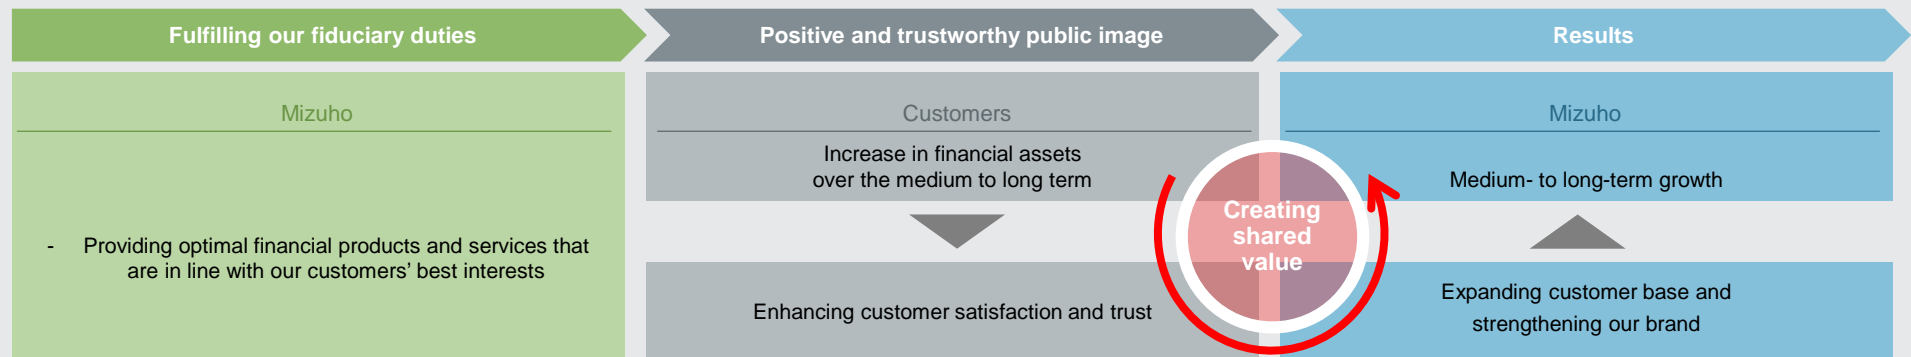 Fulfilling our fiduciary duties
Positive and trustworthy public image
Results
Mizuho
- Providing optimal financial products and services that
are in line with our customers’ best interests
Customers
Increase in financial assets
over the medium to long term
Enhancing customer satisfaction and trust
Creating
shared
value
Mizuho
Medium- to long-term growth
Expanding customer base and
strengthening our brand